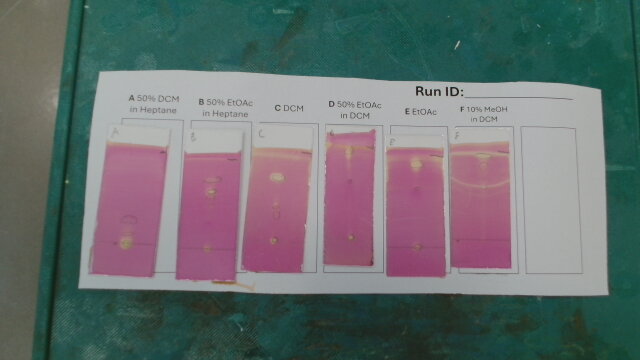 Run ID:
A 50% DCM
in Heptane
B 50% EtOAc
in Heptane
C DCM
D 50% EtOAc
in DCM
E EtOAc
F 10% MeOH
in DCM
A
B
C
E
F